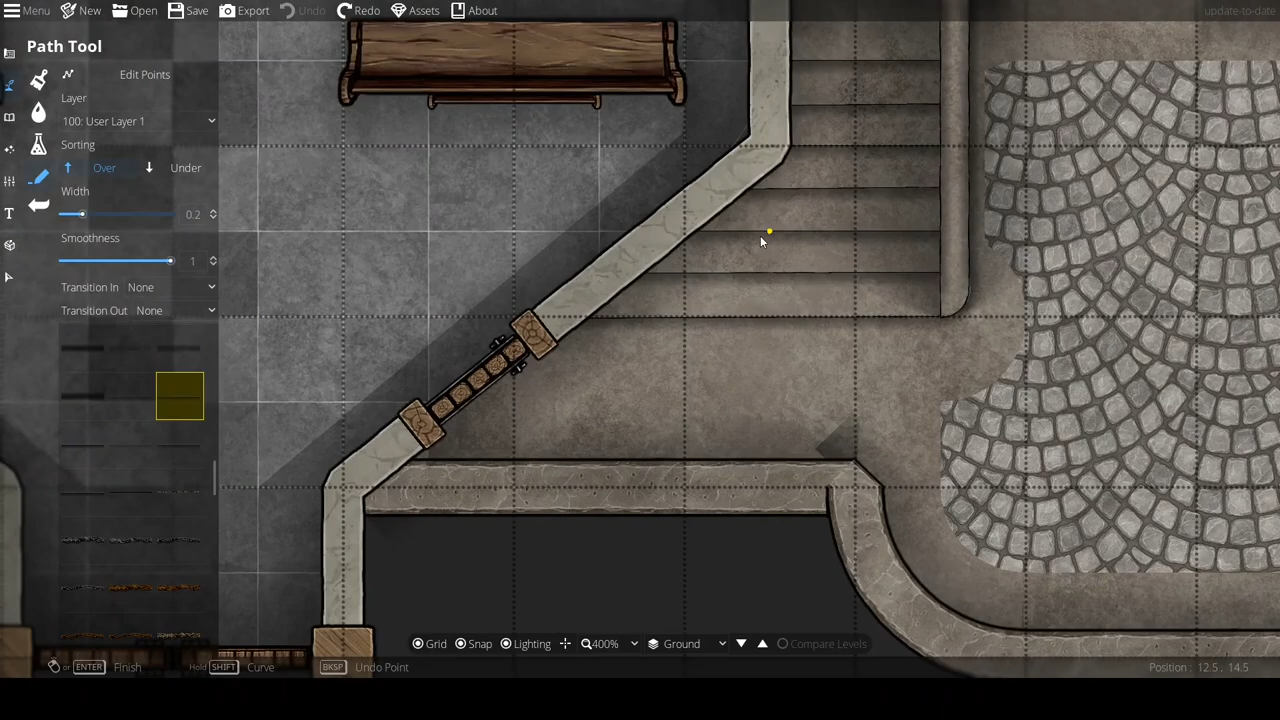 Menu New Open Save Export Undo Redo Assets About update-to-date
Path Tool
Edit Points
Layer
100: User Layer 1
Sorting
Over Under
Width
0.2
Smoothness
1
Transition In None
Transition Out None
Grid Snap Lighting 400% Ground Compare Levels
or ENTER Finish Hold SHIFT Curve BKSP Undo Point Position : 12.5 , 14.5